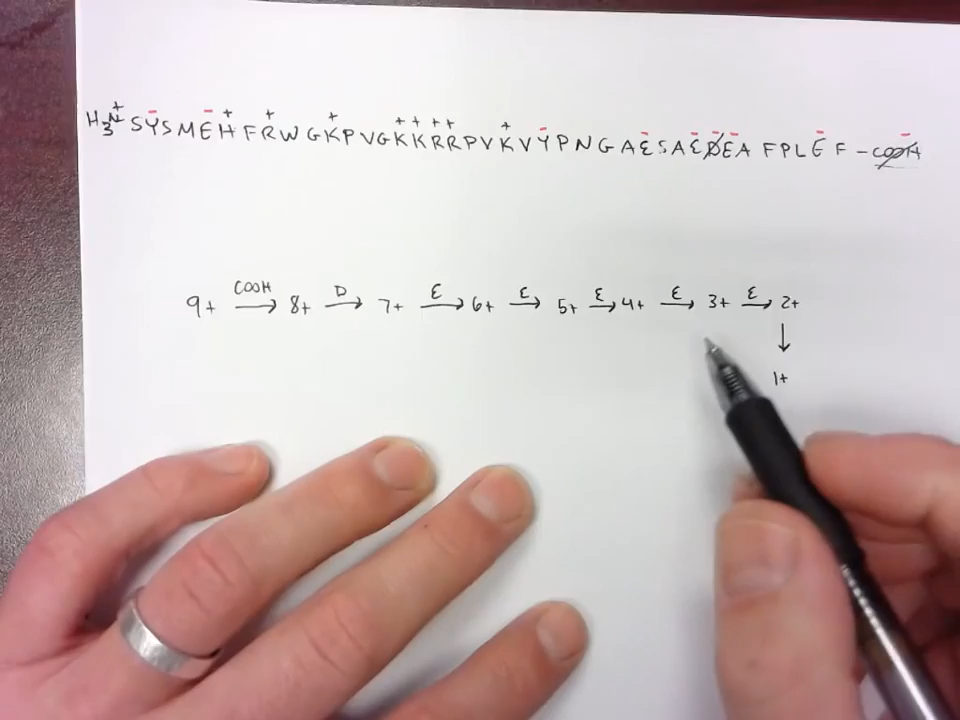 + - - + + + + + + + + - - - - - - -
H3N SYSMEHFRWGKPVGKKRRPVKVYPNGAESAEDEAFPLEF-COOH
COOH D E E E E E
9+ → 8+ → 7+ → 6+ → 5+ → 4+ → 3+ → 2+
↓
1+